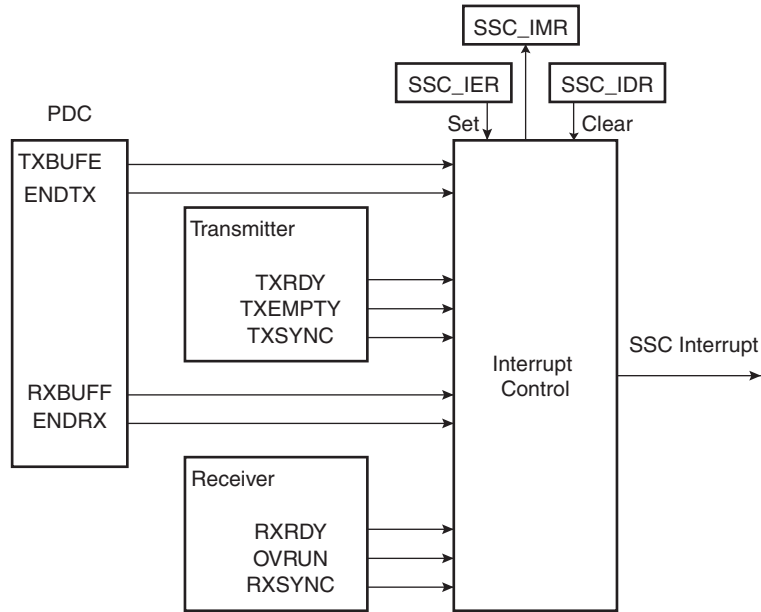 SSC_IMR
SSC_IER
SSC_IDR
PDC
Set
Clear
TXBUFE
ENDTX
Transmitter
TXRDY
TXEMPTY
TXSYNC
SSC Interrupt
Interrupt
Control
RXBUFF
ENDRX
Receiver
RXRDY
OVRUN
RXSYNC